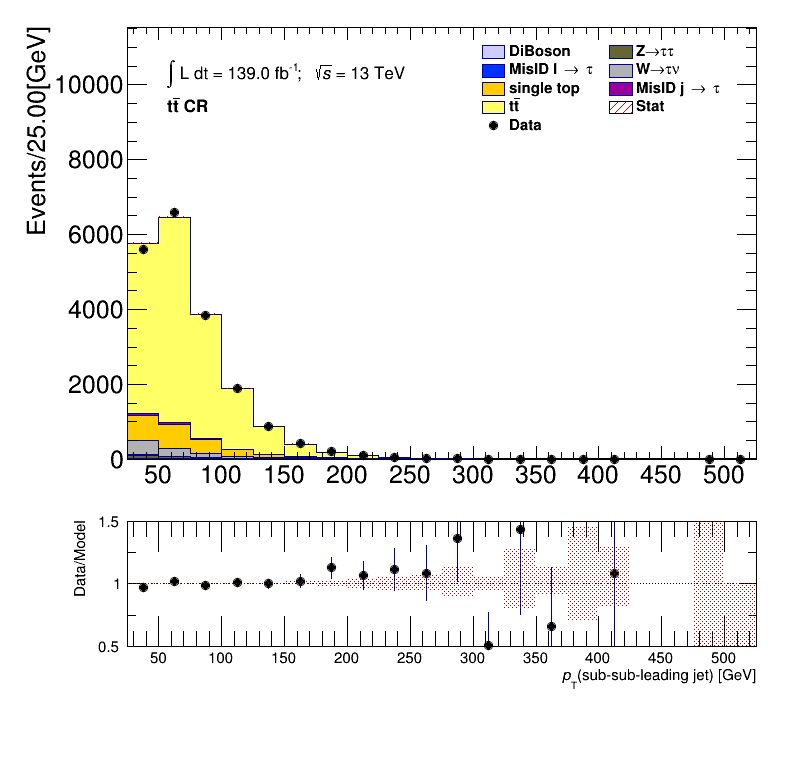 Events/25.00[GeV]
10000
8000
6000
4000
2000
0
∫ L dt = 139.0 fb⁻¹; √s = 13 TeV
tt̄ CR
DiBoson
MisID l → τ
single top
tt̄
Data
Z→ττ
W→τν
MisID j → τ
Stat
50 100 150 200 250 300 350 400 450 500
Data/Model
1.5
1
0.5
50 100 150 200 250 300 350 400 450 500
p_T(sub-sub-leading jet) [GeV]